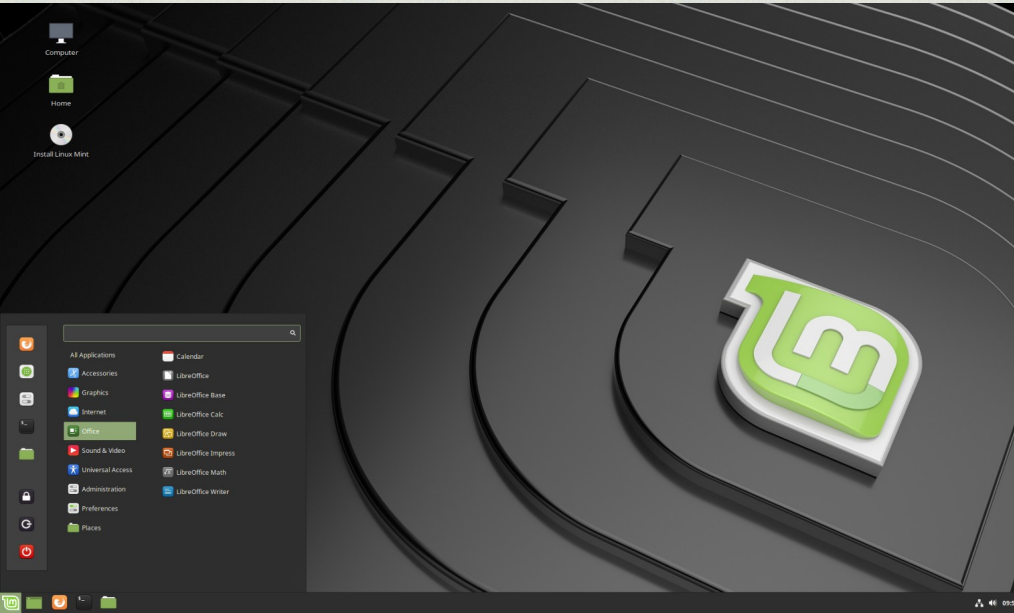 Computer
Home
Install Linux Mint
All Applications
Accessories
Graphics
Internet
Office
Sound & Video
Universal Access
Administration
Preferences
Places
Calendar
LibreOffice
LibreOffice Base
LibreOffice Calc
LibreOffice Draw
LibreOffice Impress
LibreOffice Math
LibreOffice Writer